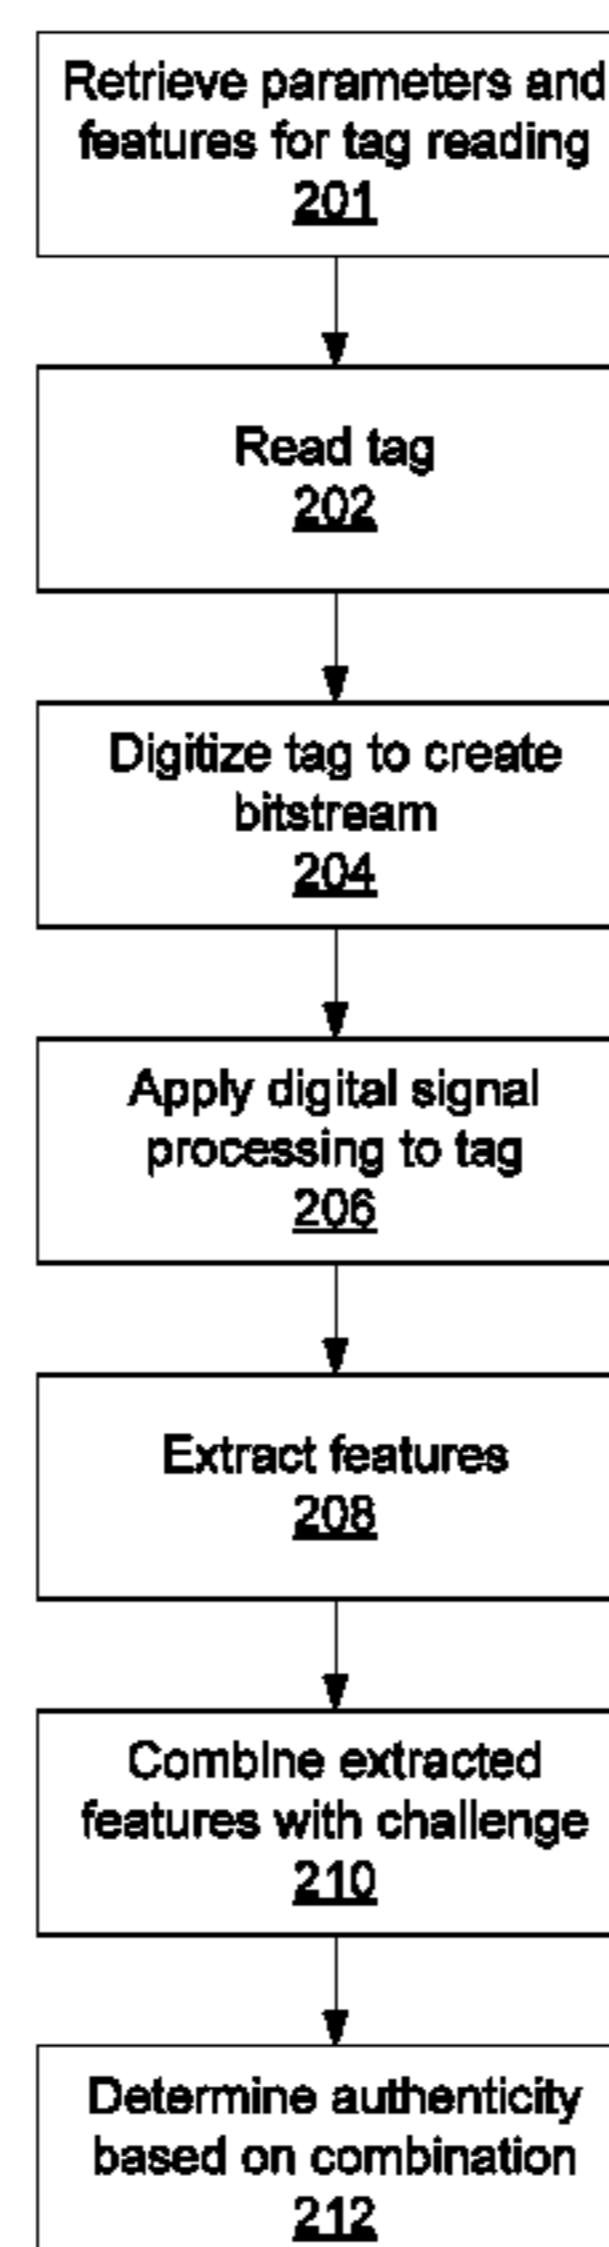 Retrieve parameters and
features for tag reading
201
Read tag
202
Digitize tag to create
bitstream
204
Apply digital signal
processing to tag
206
Extract features
208
Combine extracted
features with challenge
210
Determine authenticity
based on combination
212